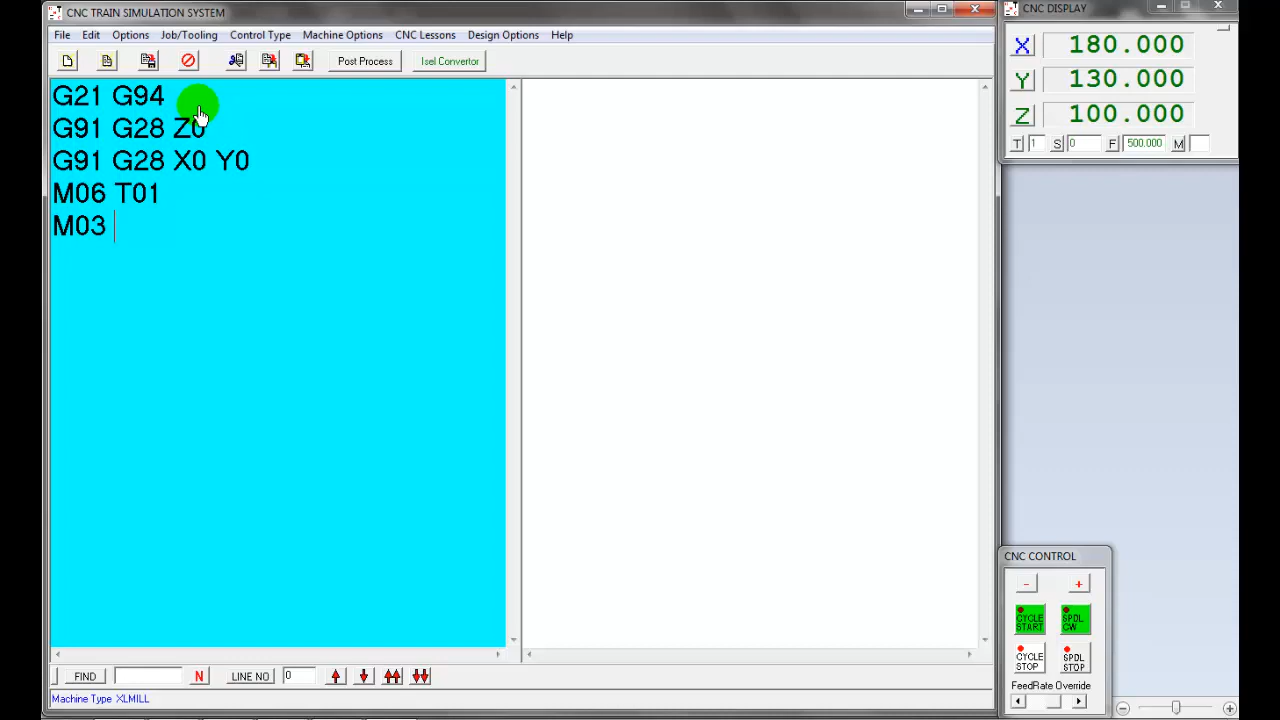 CNC TRAIN SIMULATION SYSTEM
File Edit Options Job/Tooling Control Type Machine Options CNC Lessons Design Options Help
Post Process Isel Convertor
G21 G94
G91 G28 Z0
G91 G28 X0 Y0
M06 T01
M03
FIND N LINE NO 0
Machine Type XLMILL
CNC DISPLAY
X 180.000
Y 130.000
Z 100.000
T 1 S 0 F 500.000 M
CNC CONTROL
- +
CYCLE START SPDL CW
CYCLE STOP SPDL STOP
FeedRate Override